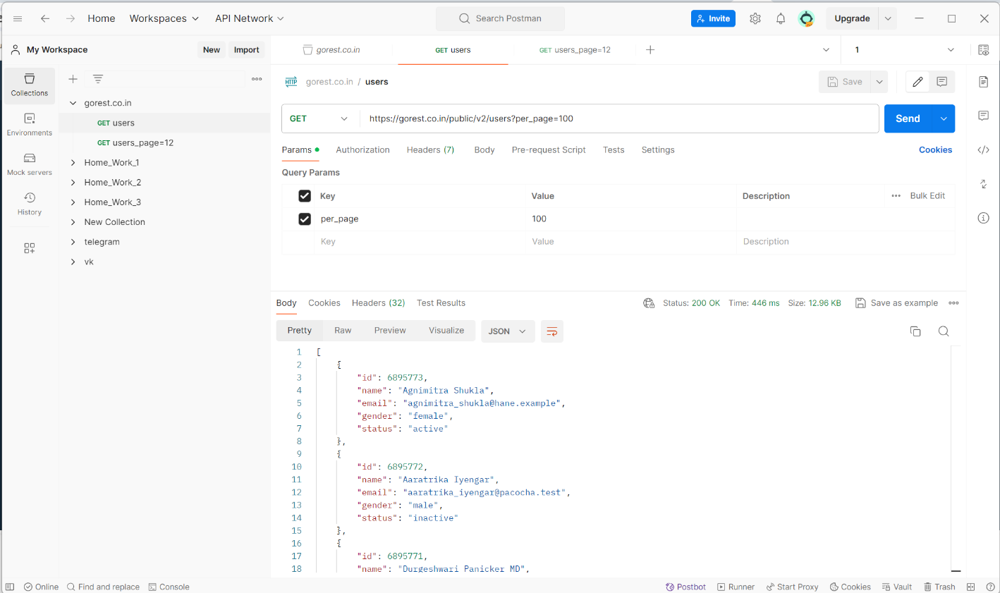 Home Workspaces API Network Search Postman Invite Upgrade
My Workspace New Import gorest.co.in GET users GET users_page=12 1
Collections
Environments
Mock servers
History
gorest.co.in
GET users
GET users_page=12
Home_Work_1
Home_Work_2
Home_Work_3
New Collection
telegram
vk
HTTP gorest.co.in / users Save
GET https://gorest.co.in/public/v2/users?per_page=100 Send
Params Authorization Headers (7) Body Pre-request Script Tests Settings Cookies
Query Params
Key Value Description Bulk Edit
per_page 100
Key Value Description
Body Cookies Headers (32) Test Results Status: 200 OK Time: 446 ms Size: 12.96 KB Save as example
Pretty Raw Preview Visualize JSON
1 [
2 {
3 "id": 6895773,
4 "name": "Agnimitra Shukla",
5 "email": "agnimitra_shukla@hane.example",
6 "gender": "female",
7 "status": "active"
8 },
9 {
10 "id": 6895772,
11 "name": "Aaratrika Iyengar",
12 "email": "aaratrika_iyengar@pacocha.test",
13 "gender": "male",
14 "status": "inactive"
15 },
16 {
17 "id": 6895771,
18 "name": "Durgeshwari Panicker MD",
Online Find and replace Console Postbot Runner Start Proxy Cookies Vault Trash